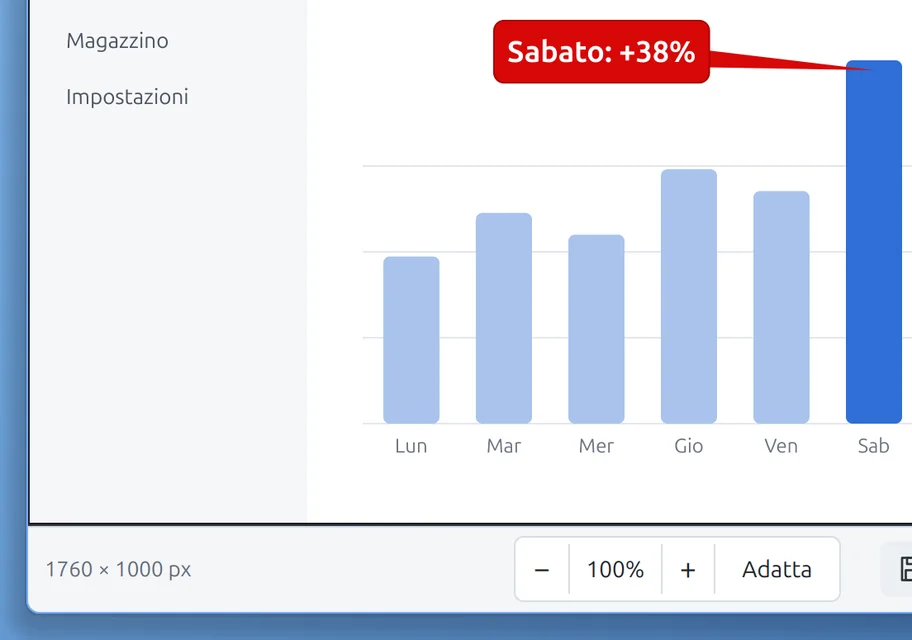 Magazzino
Sabato: +38%
Impostazioni
Lun Mar Mer Gio Ven Sab
1760 × 1000 px
− 100% + Adatta